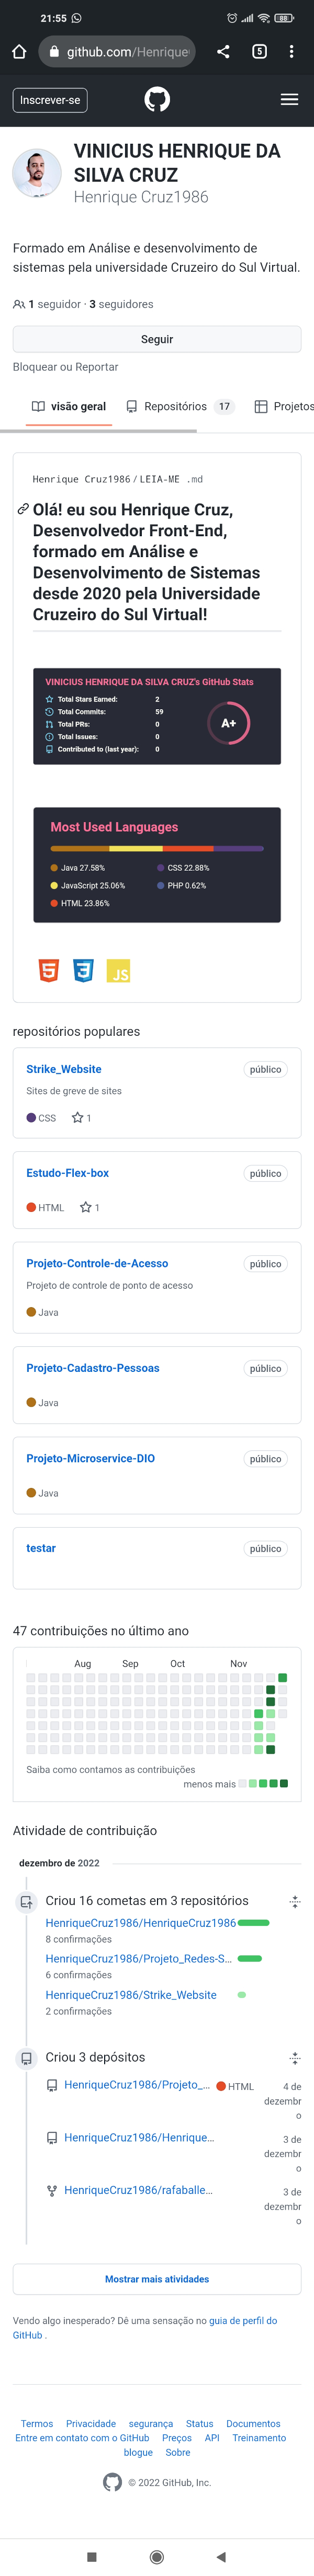 21:55
88
github.com/Henrique
5
Inscrever-se
VINICIUS HENRIQUE DA
SILVA CRUZ
Henrique Cruz1986
Formado em Análise e desenvolvimento de
sistemas pela universidade Cruzeiro do Sul Virtual.
1 seguidor · 3 seguidores
Seguir
Bloquear ou Reportar
visão geral
Repositórios 17
Projetos
Henrique Cruz1986/LEIA-ME .md
Olá! eu sou Henrique Cruz,
Desenvolvedor Front-End,
formado em Análise e
Desenvolvimento de Sistemas
desde 2020 pela Universidade
Cruzeiro do Sul Virtual!
VINICIUS HENRIQUE DA SILVA CRUZ's GitHub Stats
Total Stars Earned: 2
Total Commits: 59
Total PRs: 0
Total Issues: 0
Contributed to (last year): 0
A+
Most Used Languages
Java 27.58%
CSS 22.88%
JavaScript 25.06%
PHP 0.62%
HTML 23.86%
5
3
JS
repositórios populares
Strike_Website
público
Sites de greve de sites
CSS 1
Estudo-Flex-box
público
HTML 1
Projeto-Controle-de-Acesso
público
Projeto de controle de ponto de acesso
Java
Projeto-Cadastro-Pessoas
público
Java
Projeto-Microservice-DIO
público
Java
testar
público
47 contribuições no último ano
Aug Sep Oct Nov
Saiba como contamos as contribuições
menos mais
Atividade de contribuição
dezembro de 2022
Criou 16 cometas em 3 repositórios
HenriqueCruz1986/HenriqueCruz1986
8 confirmações
HenriqueCruz1986/Projeto_Redes-S...
6 confirmações
HenriqueCruz1986/Strike_Website
2 confirmações
Criou 3 depósitos
HenriqueCruz1986/Projeto_...
HTML
4 de
dezembr
o
HenriqueCruz1986/Henrique...
3 de
dezembr
o
HenriqueCruz1986/rafaballe...
3 de
dezembr
o
Mostrar mais atividades
Vendo algo inesperado? Dê uma sensação no guia de perfil do
GitHub .
Termos Privacidade segurança Status Documentos
Entre em contato com o GitHub Preços API Treinamento
blogue Sobre
© 2022 GitHub, Inc.